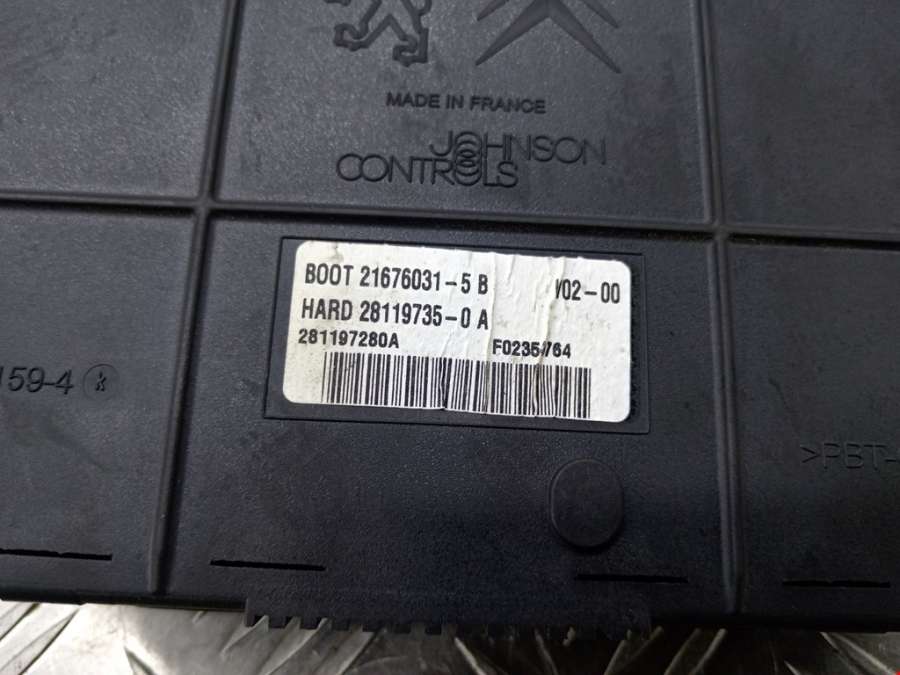 MADE IN FRANCE
JOHNSON
CONTROLS
BOOT 21676031-5 B V02-00
HARD 28119735-0 A
281197280A F0235764
159-4
>PBT-